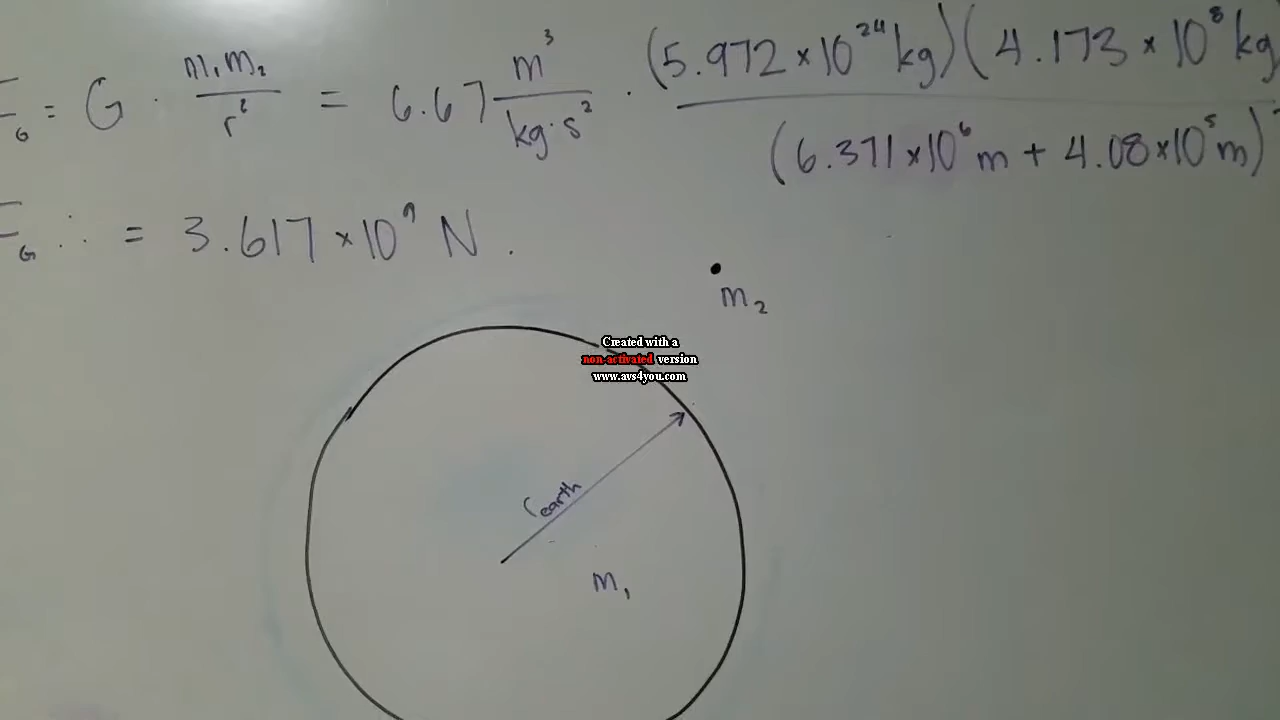 F_G = G · m₁m₂/r² = 6.67 m³/kg·s² · (5.972×10²⁴ kg)(4.173×10⁸ kg/(6.371×10⁶ m + 4.08×10⁵ m)²
F_G ∴ = 3.617×10⁹ N.
m₂
Created with a
non-activated version
www.avs4you.com
r_earth
m₁